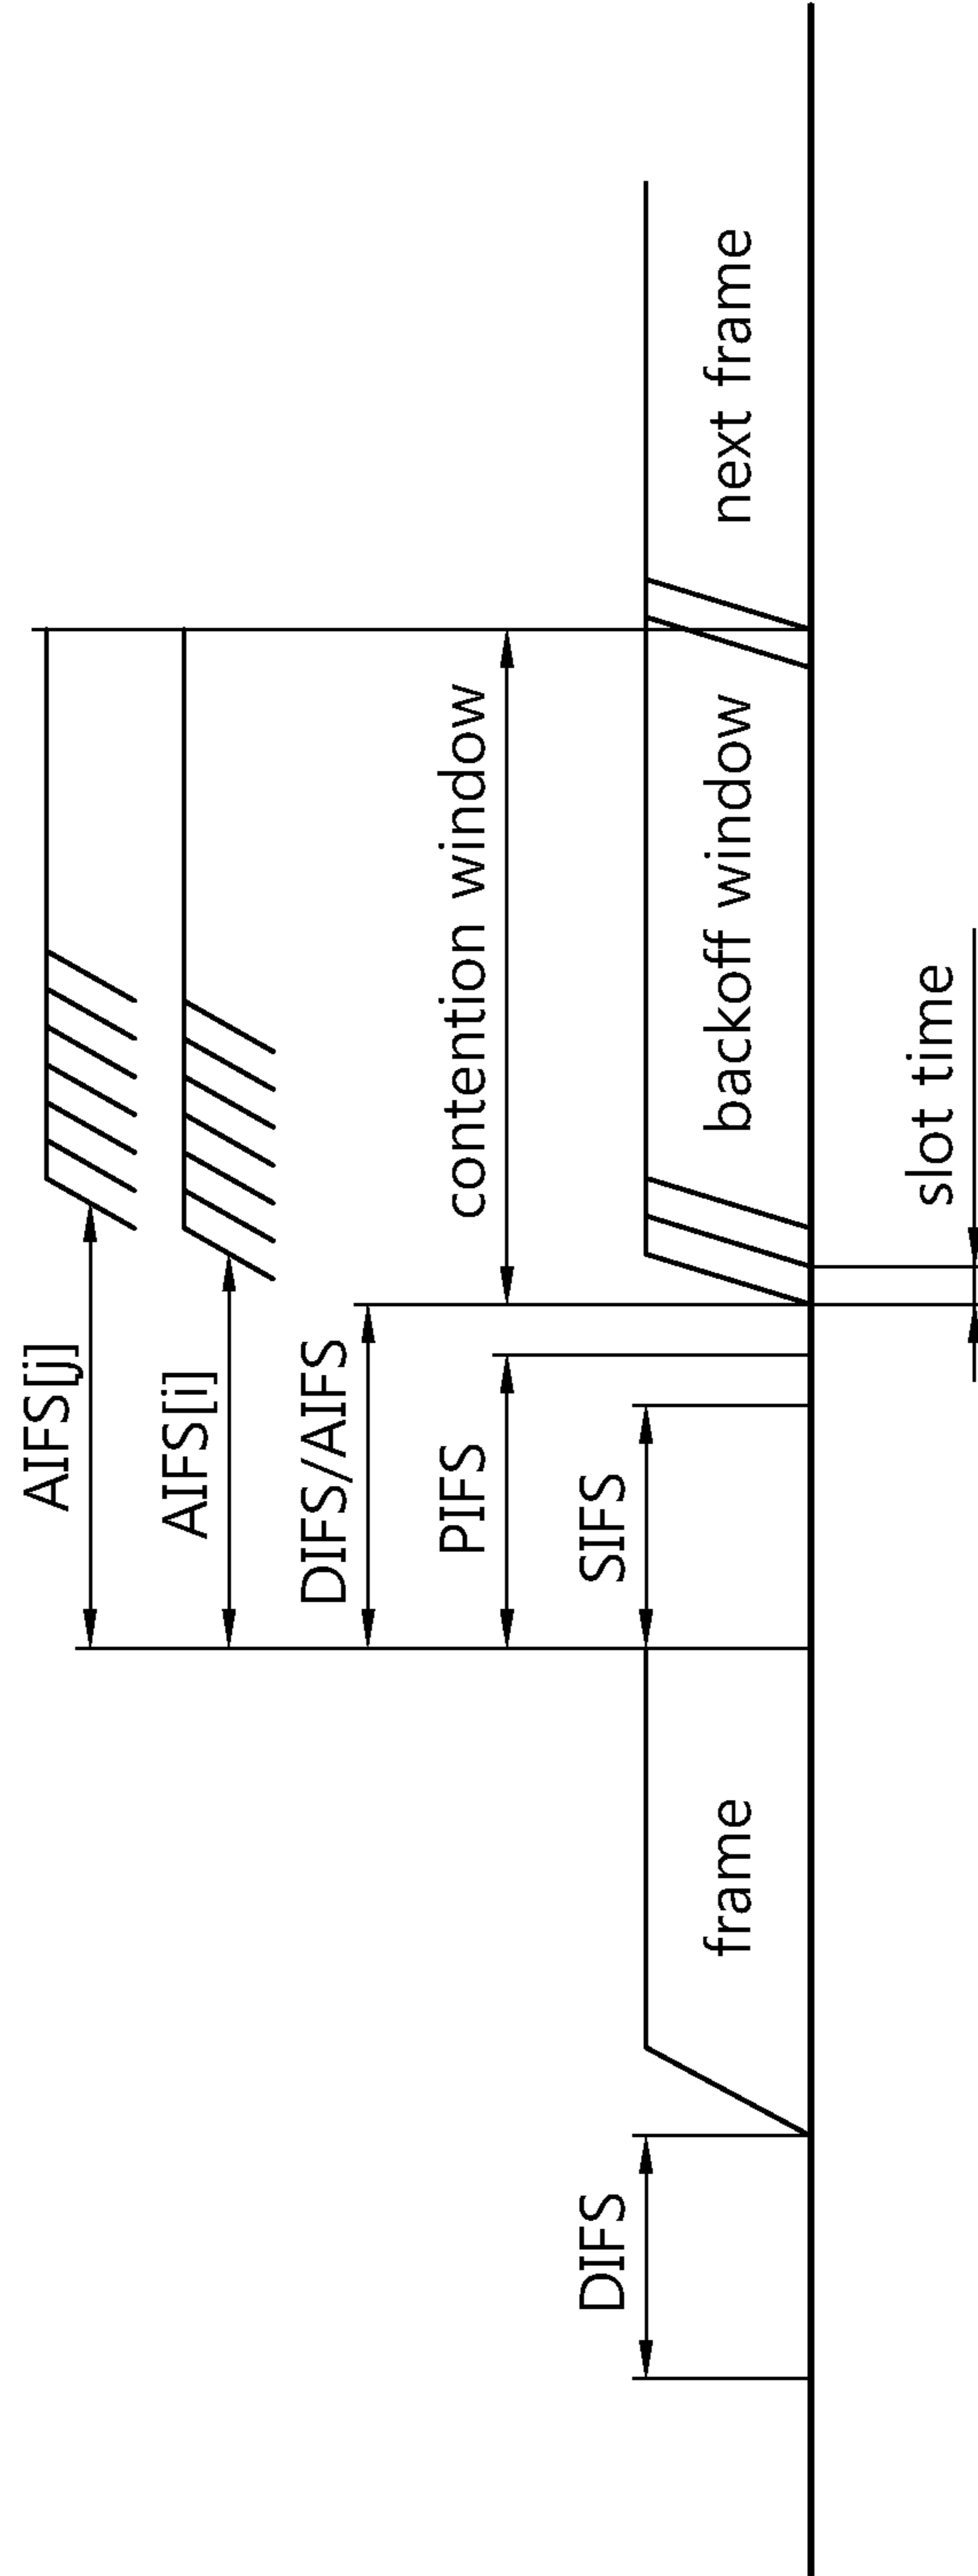 AIFS[j]
AIFS[i]
DIFS/AIFS
contention window
PIFS
DIFS
SIFS
frame
backoff window
next frame
slot time